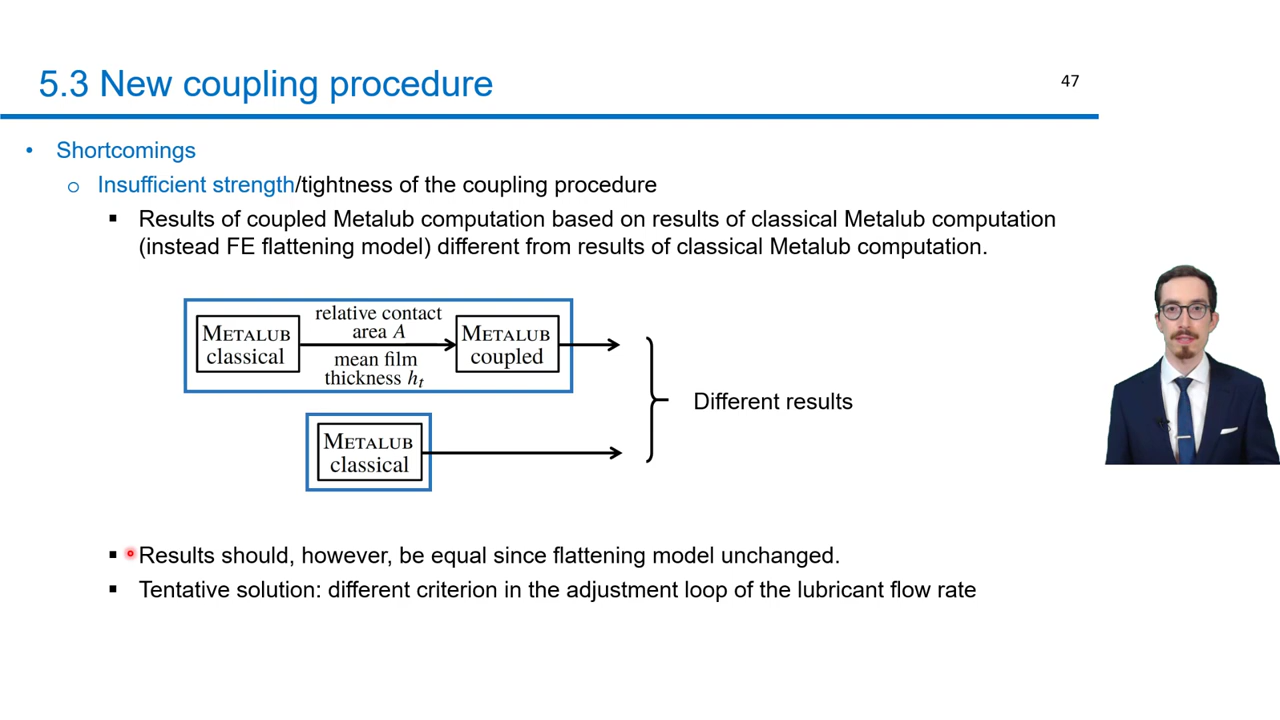 5.3 New coupling procedure
47
• Shortcomings
o Insufficient strength/tightness of the coupling procedure
▪ Results of coupled Metalub computation based on results of classical Metalub computation
(instead FE flattening model) different from results of classical Metalub computation.
METALUB
classical
relative contact
area A
mean film
thickness hₜ
METALUB
coupled
Different results
METALUB
classical
▪ Results should, however, be equal since flattening model unchanged.
▪ Tentative solution: different criterion in the adjustment loop of the lubricant flow rate